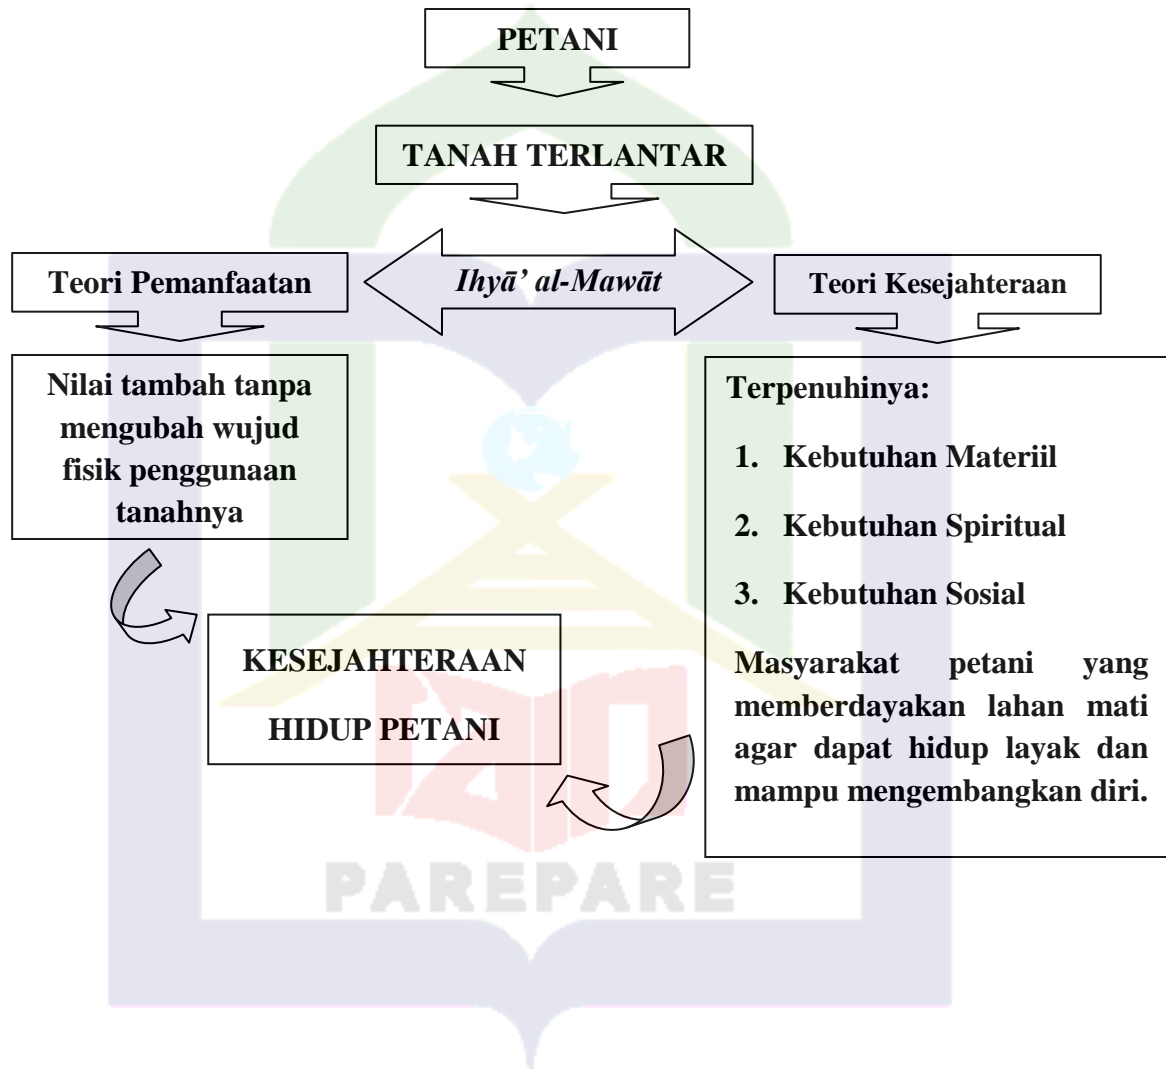 PETANI
TANAH TERLANTAR
Teori Pemanfaatan
Ihyā’ al-Mawāt
Teori Kesejahteraan
Nilai tambah tanpa
mengubah wujud
fisik penggunaan
tanahnya
Terpenuhinya:
1. Kebutuhan Materiil
2. Kebutuhan Spiritual
3. Kebutuhan Sosial
Masyarakat petani yang
memberdayakan lahan mati
agar dapat hidup layak dan
mampu mengembangkan diri.
KESEJAHTERAAN
HIDUP PETANI
PAREPARE